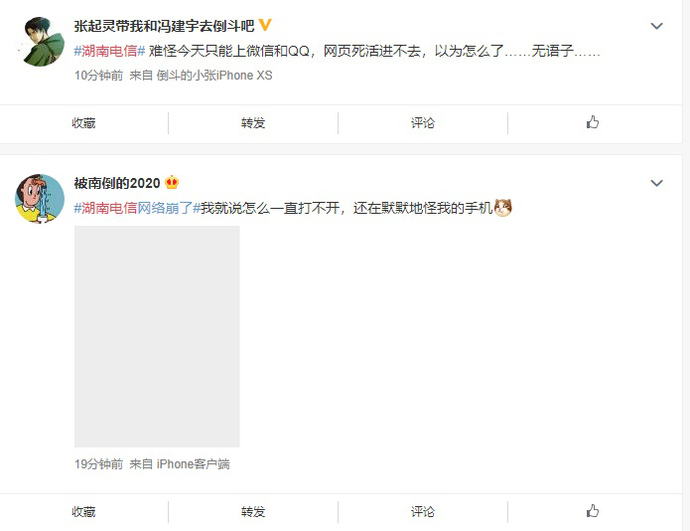 张起灵带我和冯建宇去倒斗吧
#湖南电信# 难怪今天只能上微信和QQ，网页死活进不去，以为怎么了……无语子……
10分钟前 来自 倒斗的小张iPhone XS
收藏 转发 评论
被南倒的2020
#湖南电信网络崩了#我就说怎么一直打不开，还在默默地怪我的手机
19分钟前 来自 iPhone客户端
收藏 转发 评论